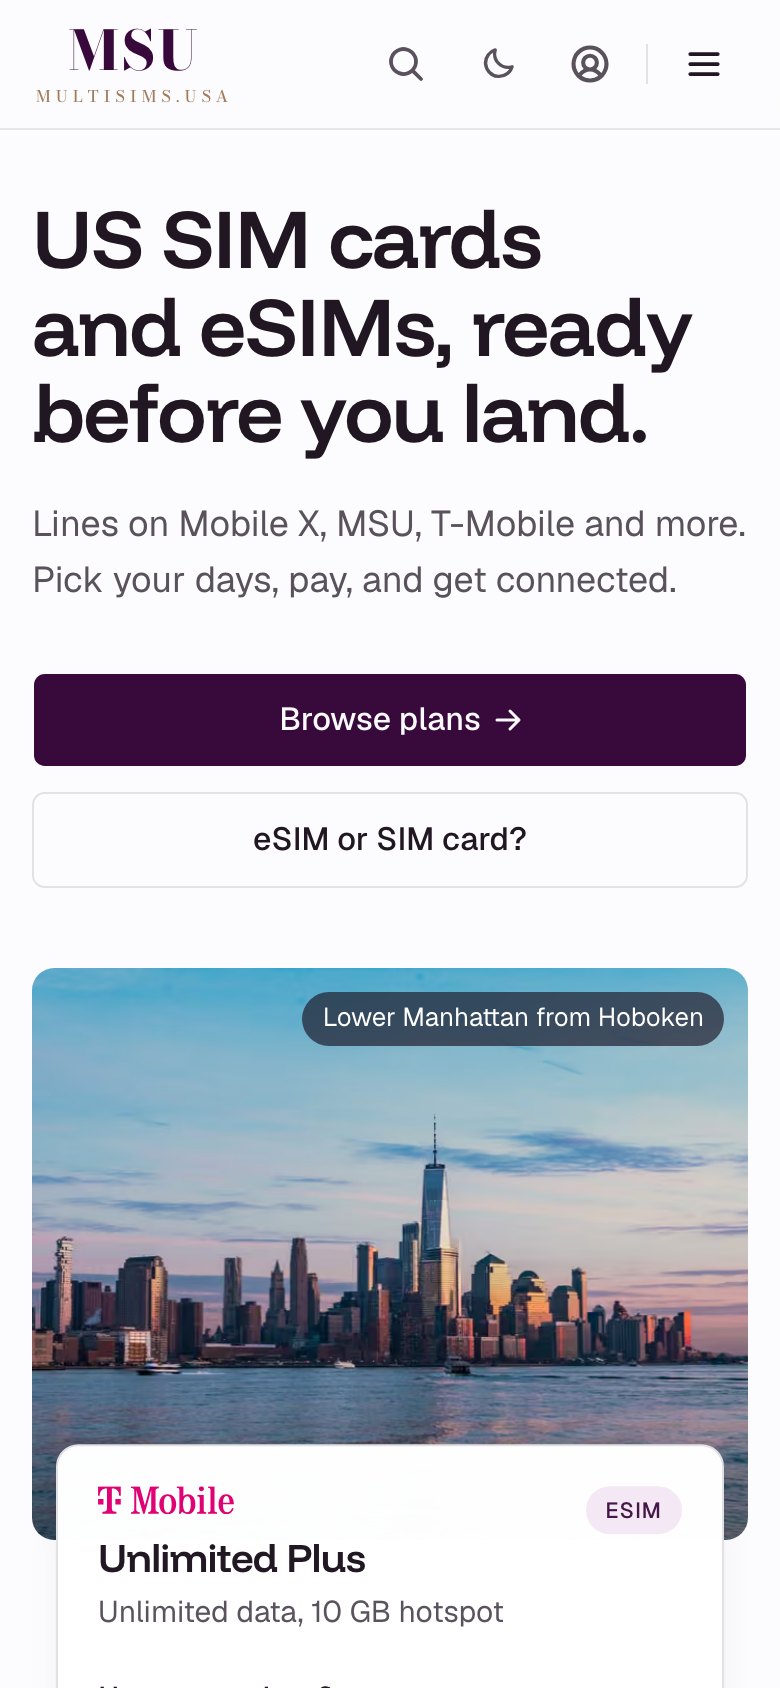 MSU
MULTISIMS.USA
US SIM cards
and eSIMs, ready
before you land.
Lines on Mobile X, MSU, T-Mobile and more.
Pick your days, pay, and get connected.
Browse plans →
eSIM or SIM card?
Lower Manhattan from Hoboken
T Mobile
ESIM
Unlimited Plus
Unlimited data, 10 GB hotspot